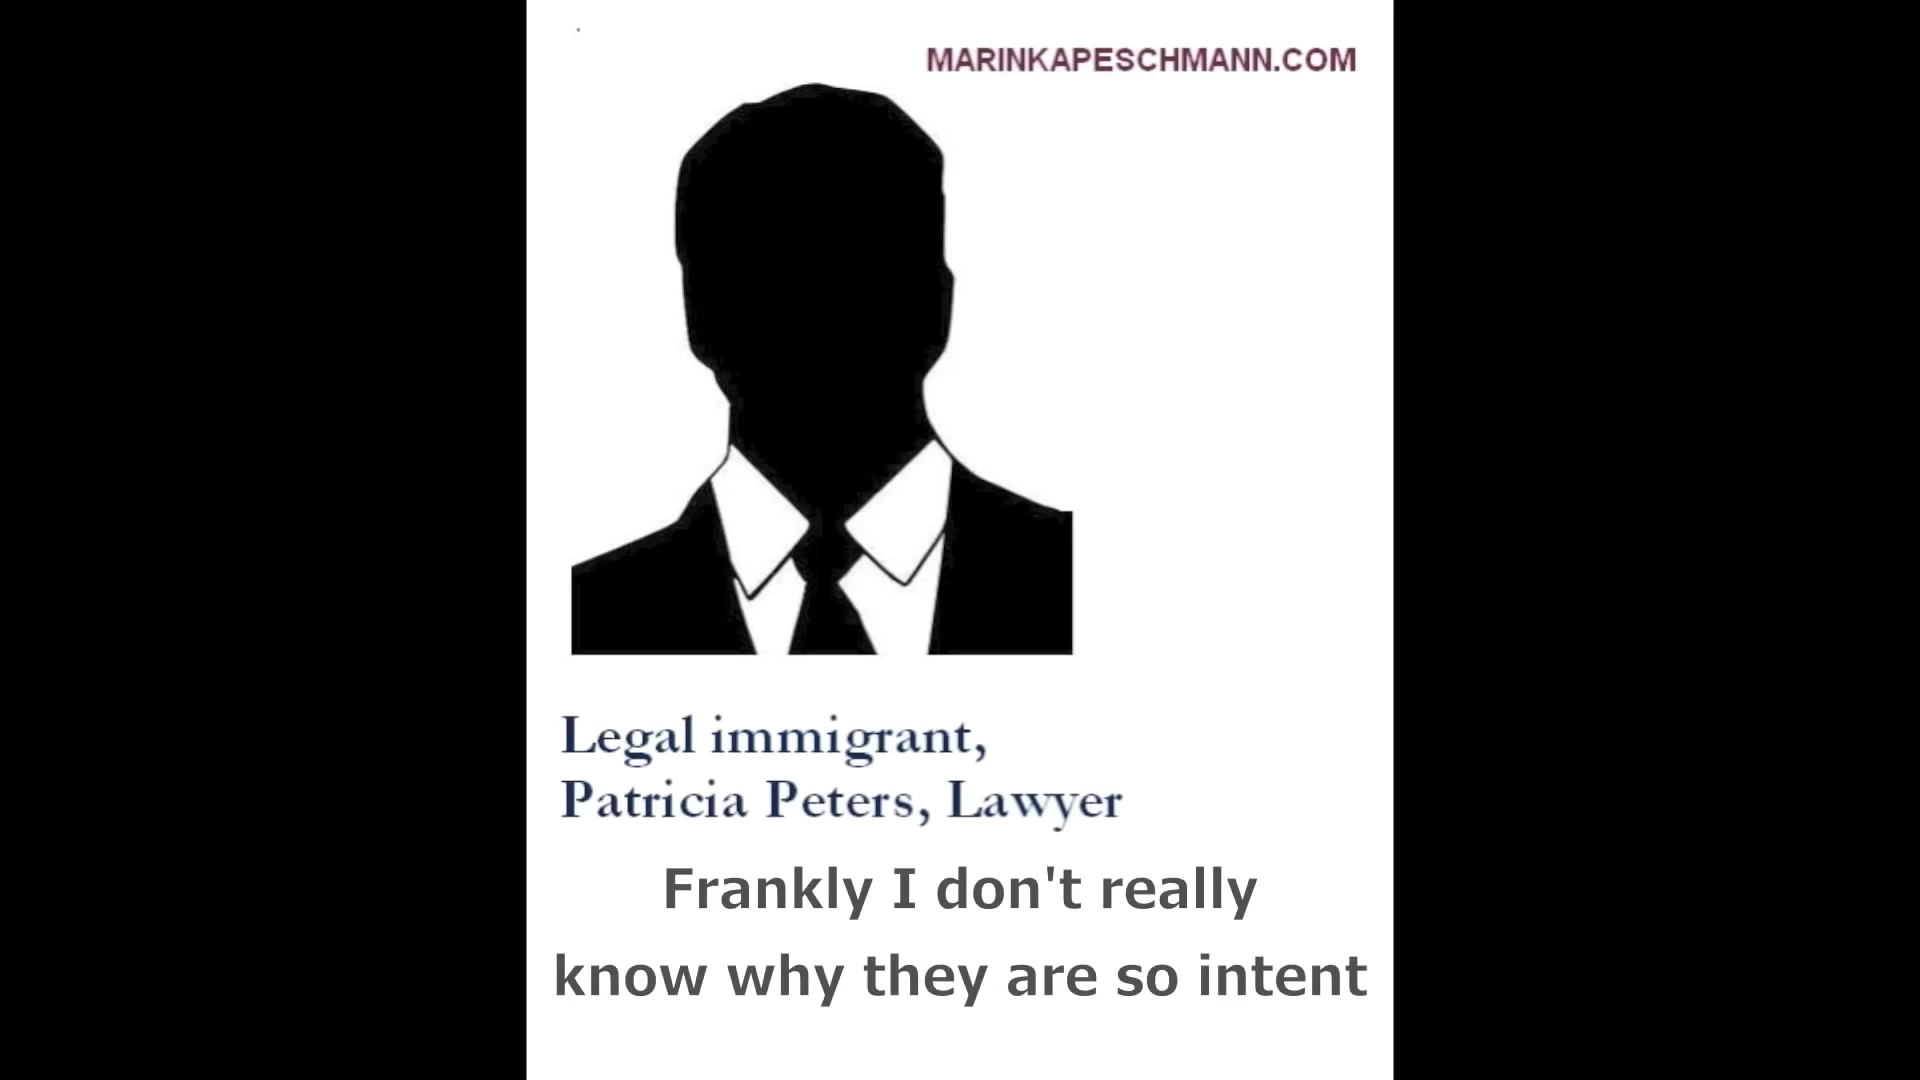 MARINKAPESCHMANN.COM
Legal immigrant,
Patricia Peters, Lawyer
Frankly I don't really
know why they are so intent